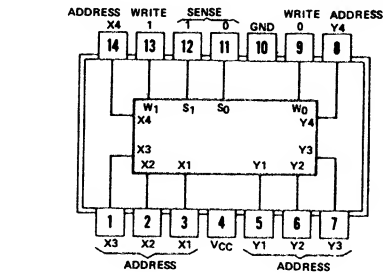 ADDRESS WRITE SENSE WRITE ADDRESS
X4 1 1 0 GND 0 Y4
14 13 12 11 10 9 8
W1 S1 S0 W0
X4 Y4
X3 Y3
X2 X1 Y1 Y2
1 2 3 4 5 6 7
X3 X2 X1 VCC Y1 Y2 Y3
ADDRESS ADDRESS